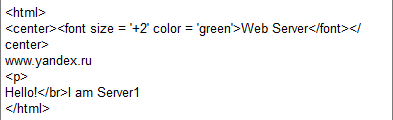 <html>
<center><font size = '+2' color = 'green'>Web Server</font></
center>
www.yandex.ru
<p>
Hello!</br>I am Server1
</html>